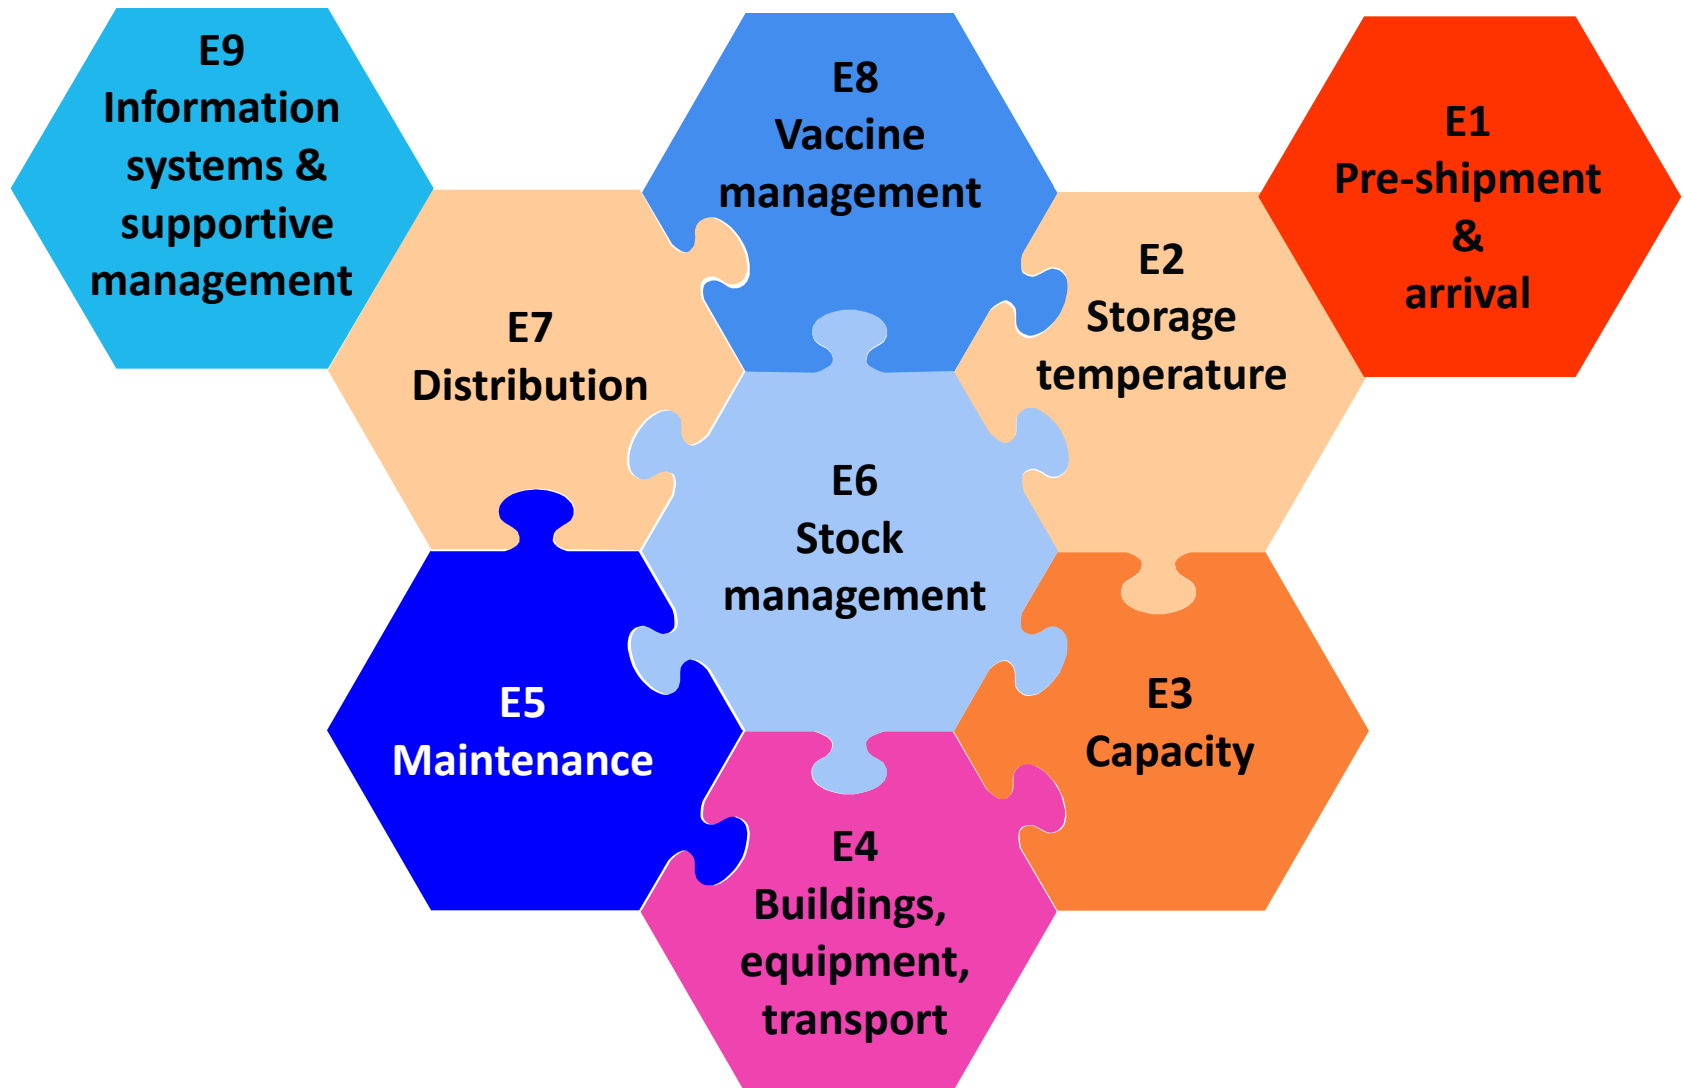 E9
Information
systems &
supportive
management
E8
Vaccine
management
E1
Pre-shipment
&
arrival
E7
Distribution
E2
Storage
temperature
E6
Stock
management
E5
Maintenance
E3
Capacity
E4
Buildings,
equipment,
transport